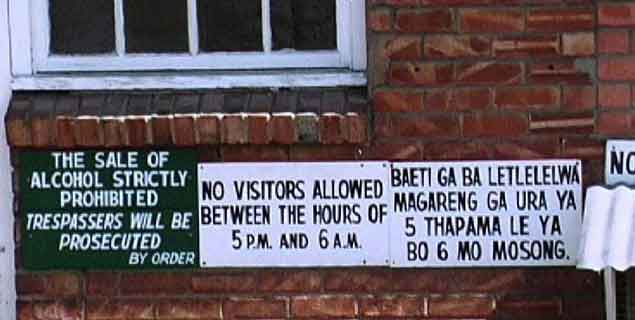 THE SALE OF
ALCOHOL STRICTLY
PROHIBITED
TRESPASSERS WILL BE
PROSECUTED
BY ORDER
NO VISITORS ALLOWED
BETWEEN THE HOURS OF
5 P.M. AND 6 A.M.
BAETI GA BA LETLELELWA
MAGARENG GA URA YA
5 THAPAMA LE YA
BO 6 MO MOSONG.
NO